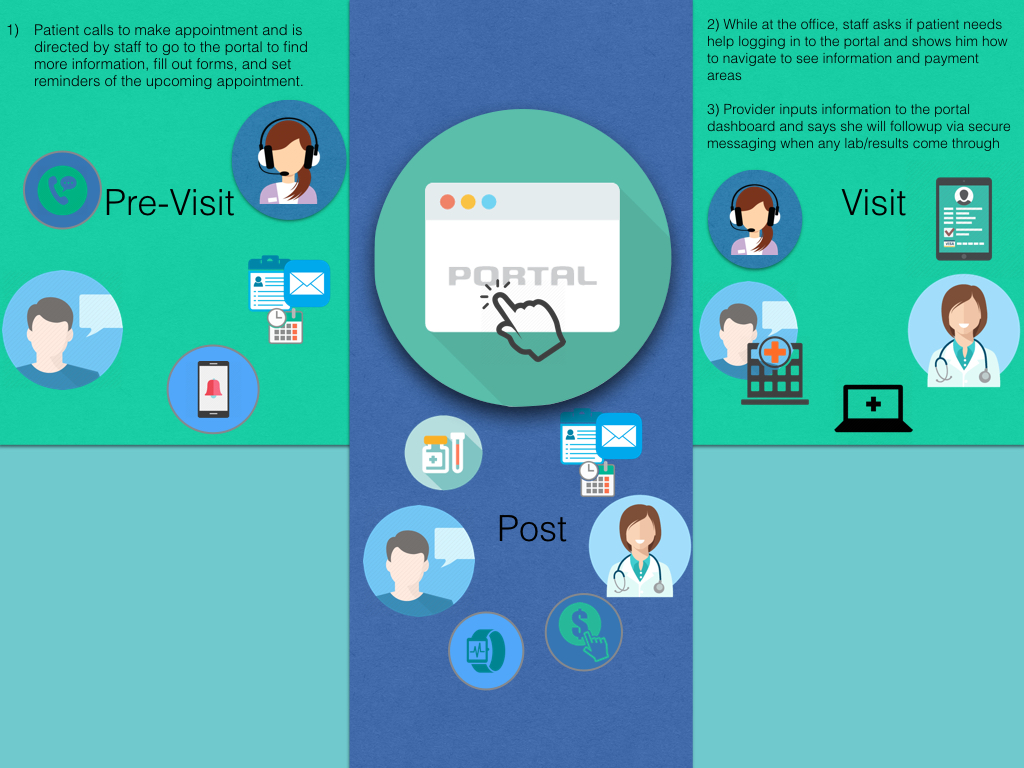 1) Patient calls to make appointment and is
directed by staff to go to the portal to find
more information, fill out forms, and set
reminders of the upcoming appointment.
Pre-Visit
PORTAL
Post
2) While at the office, staff asks if patient needs
help logging in to the portal and shows him how
to navigate to see information and payment
areas
3) Provider inputs information to the portal
dashboard and says she will followup via secure
messaging when any lab/results come through
Visit
VISA